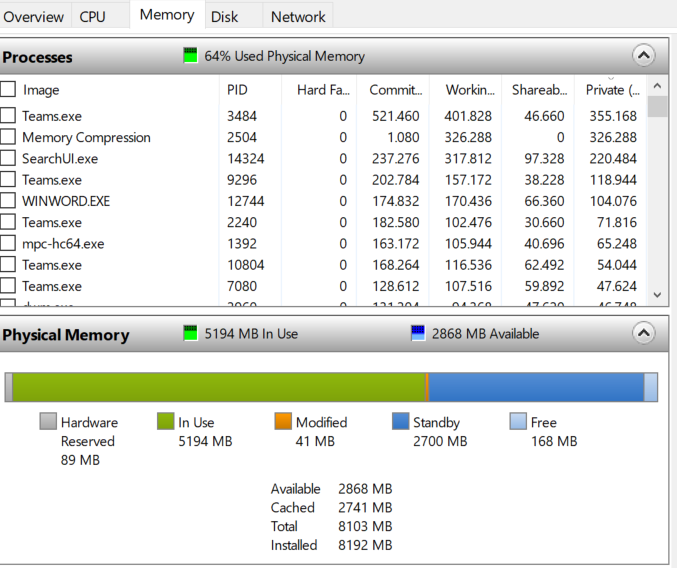 Overview CPU Memory Disk Network
Processes 64% Used Physical Memory
Image PID Hard Fa... Commit... Workin... Shareab... Private (...
Teams.exe 3484 0 521.460 401.828 46.660 355.168
Memory Compression 2504 0 1.080 326.288 0 326.288
SearchUI.exe 14324 0 237.276 317.812 97.328 220.484
Teams.exe 9296 0 202.784 157.172 38.228 118.944
WINWORD.EXE 12744 0 174.832 170.436 66.360 104.076
Teams.exe 2240 0 182.580 102.476 30.660 71.816
mpc-hc64.exe 1392 0 163.172 105.944 40.696 65.248
Teams.exe 10804 0 168.264 116.536 62.492 54.044
Teams.exe 7080 0 128.612 107.516 59.892 47.624
Physical Memory 5194 MB In Use 2868 MB Available
Hardware In Use Modified Standby Free
Reserved 5194 MB 41 MB 2700 MB 168 MB
89 MB
Available 2868 MB
Cached 2741 MB
Total 8103 MB
Installed 8192 MB